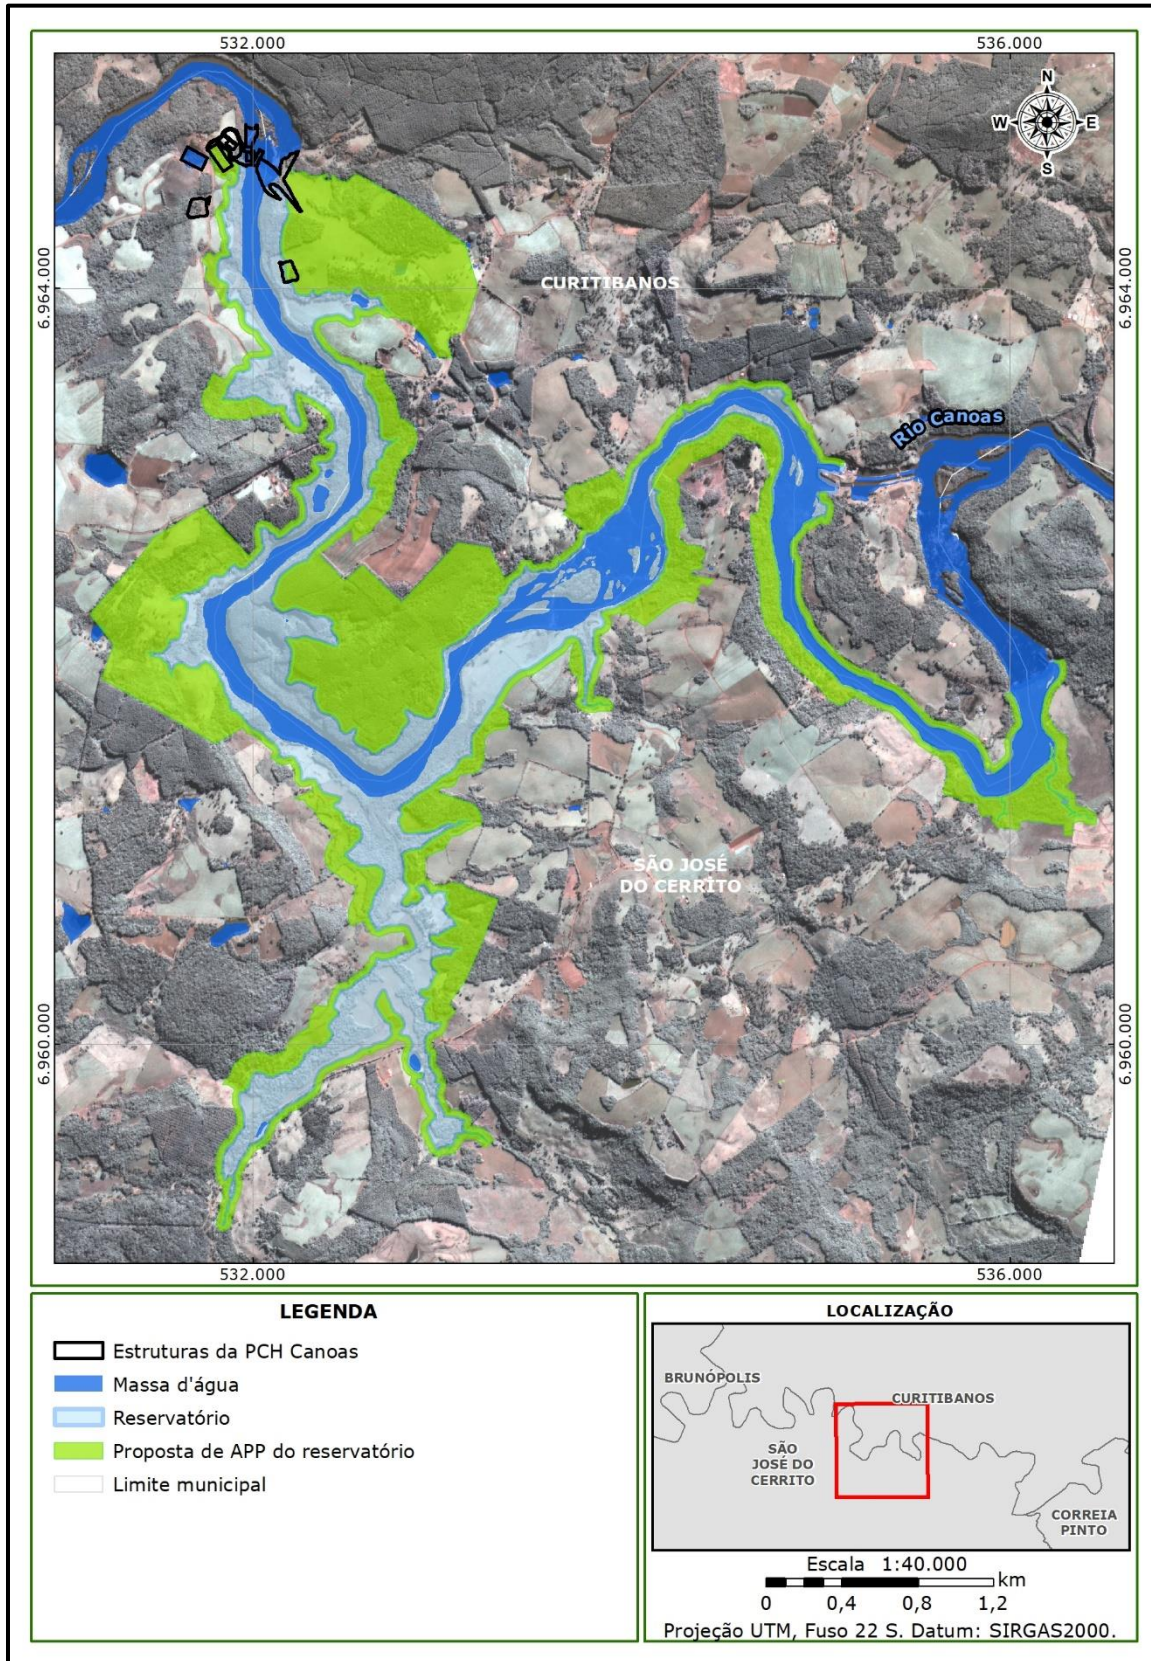 532.000
536.000
N
W
E
S
6.964.000
6.964.000
CURITIBANOS
Rio Canoas
SÃO JOSÉ
DO CERRITO
6.960.000
6.960.000
532.000
536.000
LEGENDA
Estruturas da PCH Canoas
Massa d'água
Reservatório
Proposta de APP do reservatório
Limite municipal
LOCALIZAÇÃO
BRUNÓPOLIS
CURITIBANOS
SÃO
JOSÉ DO
CERRITO
CORREIA
PINTO
Escala 1:40.000
km
0 0,4 0,8 1,2
Projeção UTM, Fuso 22 S. Datum: SIRGAS2000.